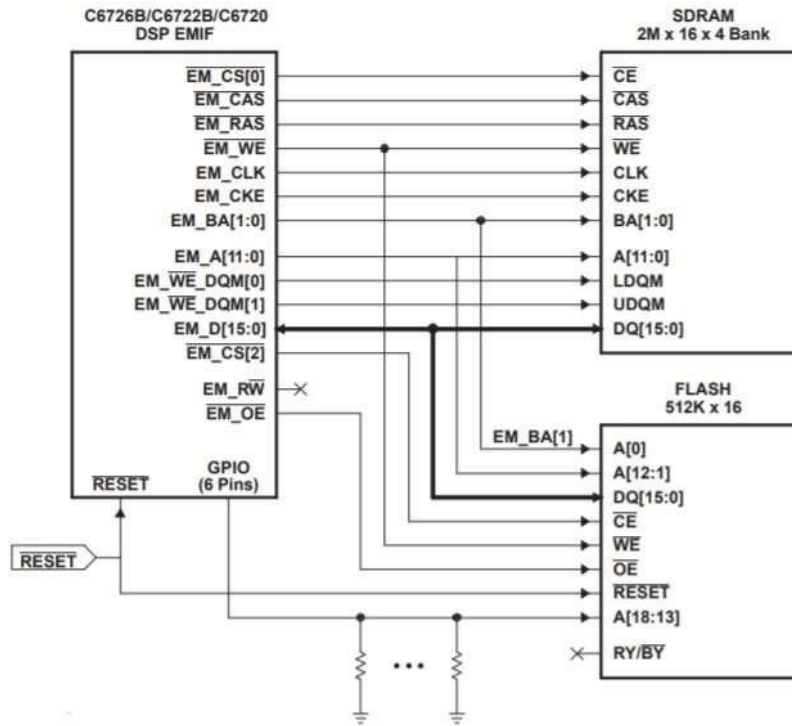 C6726B/C6722B/C6720
DSP EMIF
EM_CS[0]
EM_CAS
EM_RAS
EM_WE
EM_CLK
EM_CKE
EM_BA[1:0]
EM_A[11:0]
EM_WE_DQM[0]
EM_WE_DQM[1]
EM_D[15:0]
EM_CS[2]
EM_RW
EM_OE
GPIO
(6 Pins)
RESET
RESET
SDRAM
2M x 16 x 4 Bank
CE
CAS
RAS
WE
CLK
CKE
BA[1:0]
A[11:0]
LDQM
UDQM
DQ[15:0]
FLASH
512K x 16
EM_BA[1]
A[0]
A[12:1]
DQ[15:0]
CE
WE
OE
RESET
A[18:13]
RY/BY